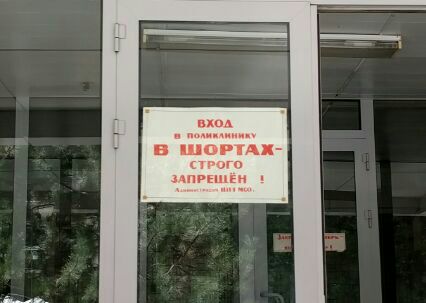 ВХОД
В ПОЛИКЛИНИКУ
В ШОРТАХ-
СТРОГО
ЗАПРЕЩЁН !
Администрация